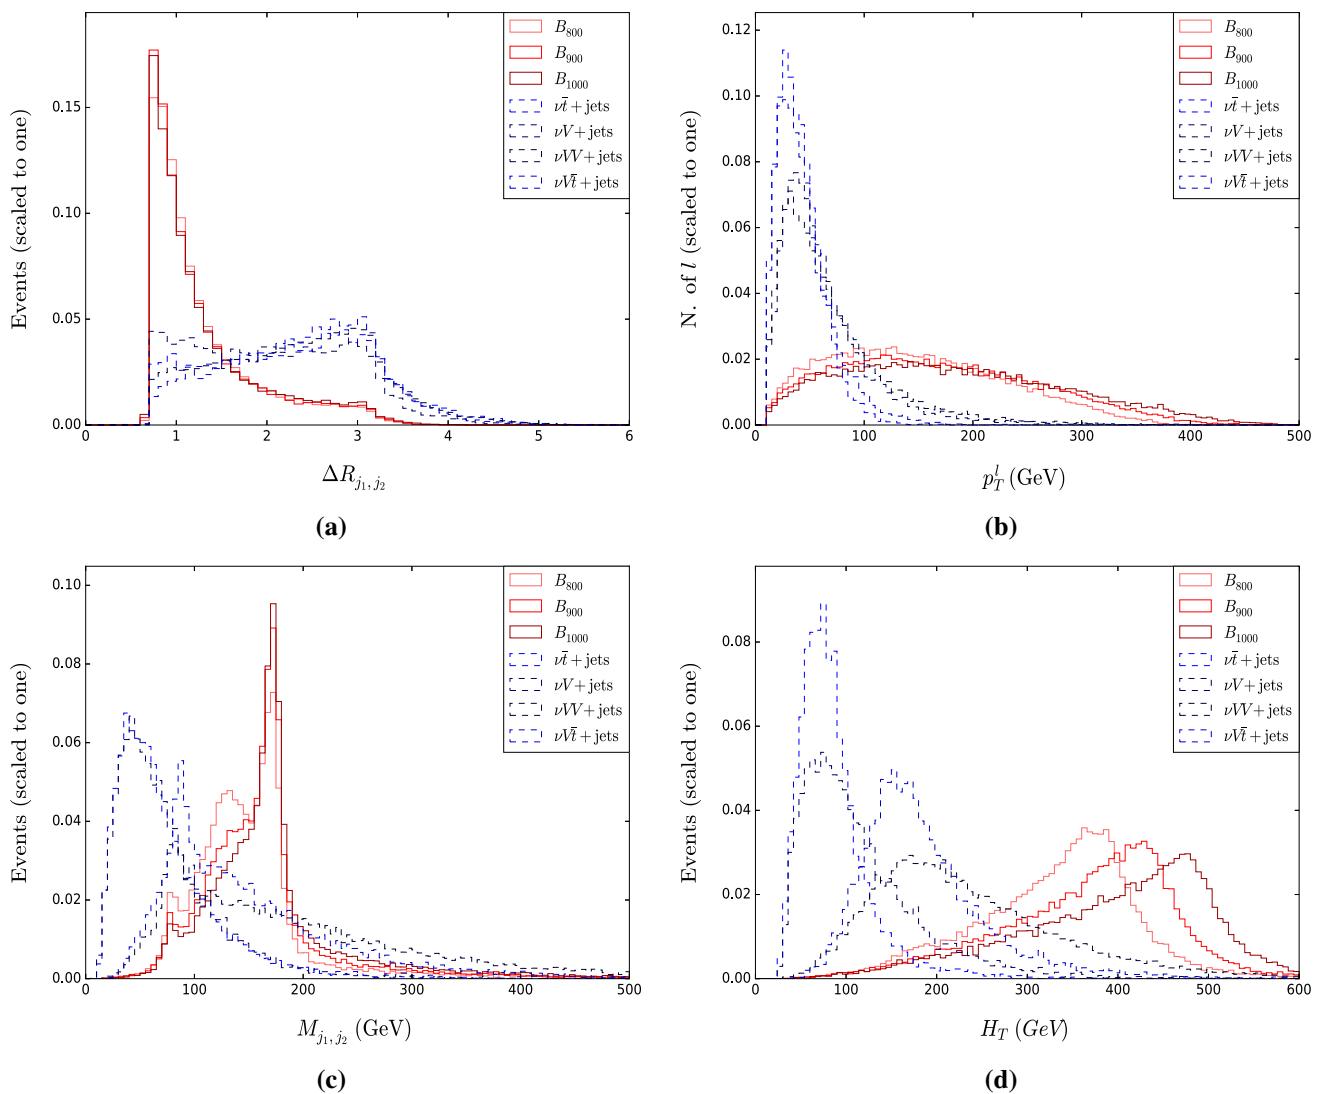 Events (scaled to one)
0.15
0.10
0.05
0.00
0 1 2 3 4 5 6
B₈₀₀
B₉₀₀
B₁₀₀₀
νt̅+jets
νV+jets
νVV+jets
νVt̅+jets
ΔR_{j₁,j₂}
(a)
N. of l (scaled to one)
0.12
0.10
0.08
0.06
0.04
0.02
0.00
0 100 200 300 400 500
B₈₀₀
B₉₀₀
B₁₀₀₀
νt̅+jets
νV+jets
νVV+jets
νVt̅+jets
p_T^l (GeV)
(b)
Events (scaled to one)
0.10
0.08
0.06
0.04
0.02
0.00
0 100 200 300 400 500
B₈₀₀
B₉₀₀
B₁₀₀₀
νt̅+jets
νV+jets
νVV+jets
νVt̅+jets
M_{j₁,j₂} (GeV)
(c)
Events (scaled to one)
0.08
0.06
0.04
0.02
0.00
0 100 200 300 400 500 600
B₈₀₀
B₉₀₀
B₁₀₀₀
νt̅+jets
νV+jets
νVV+jets
νVt̅+jets
H_T (GeV)
(d)